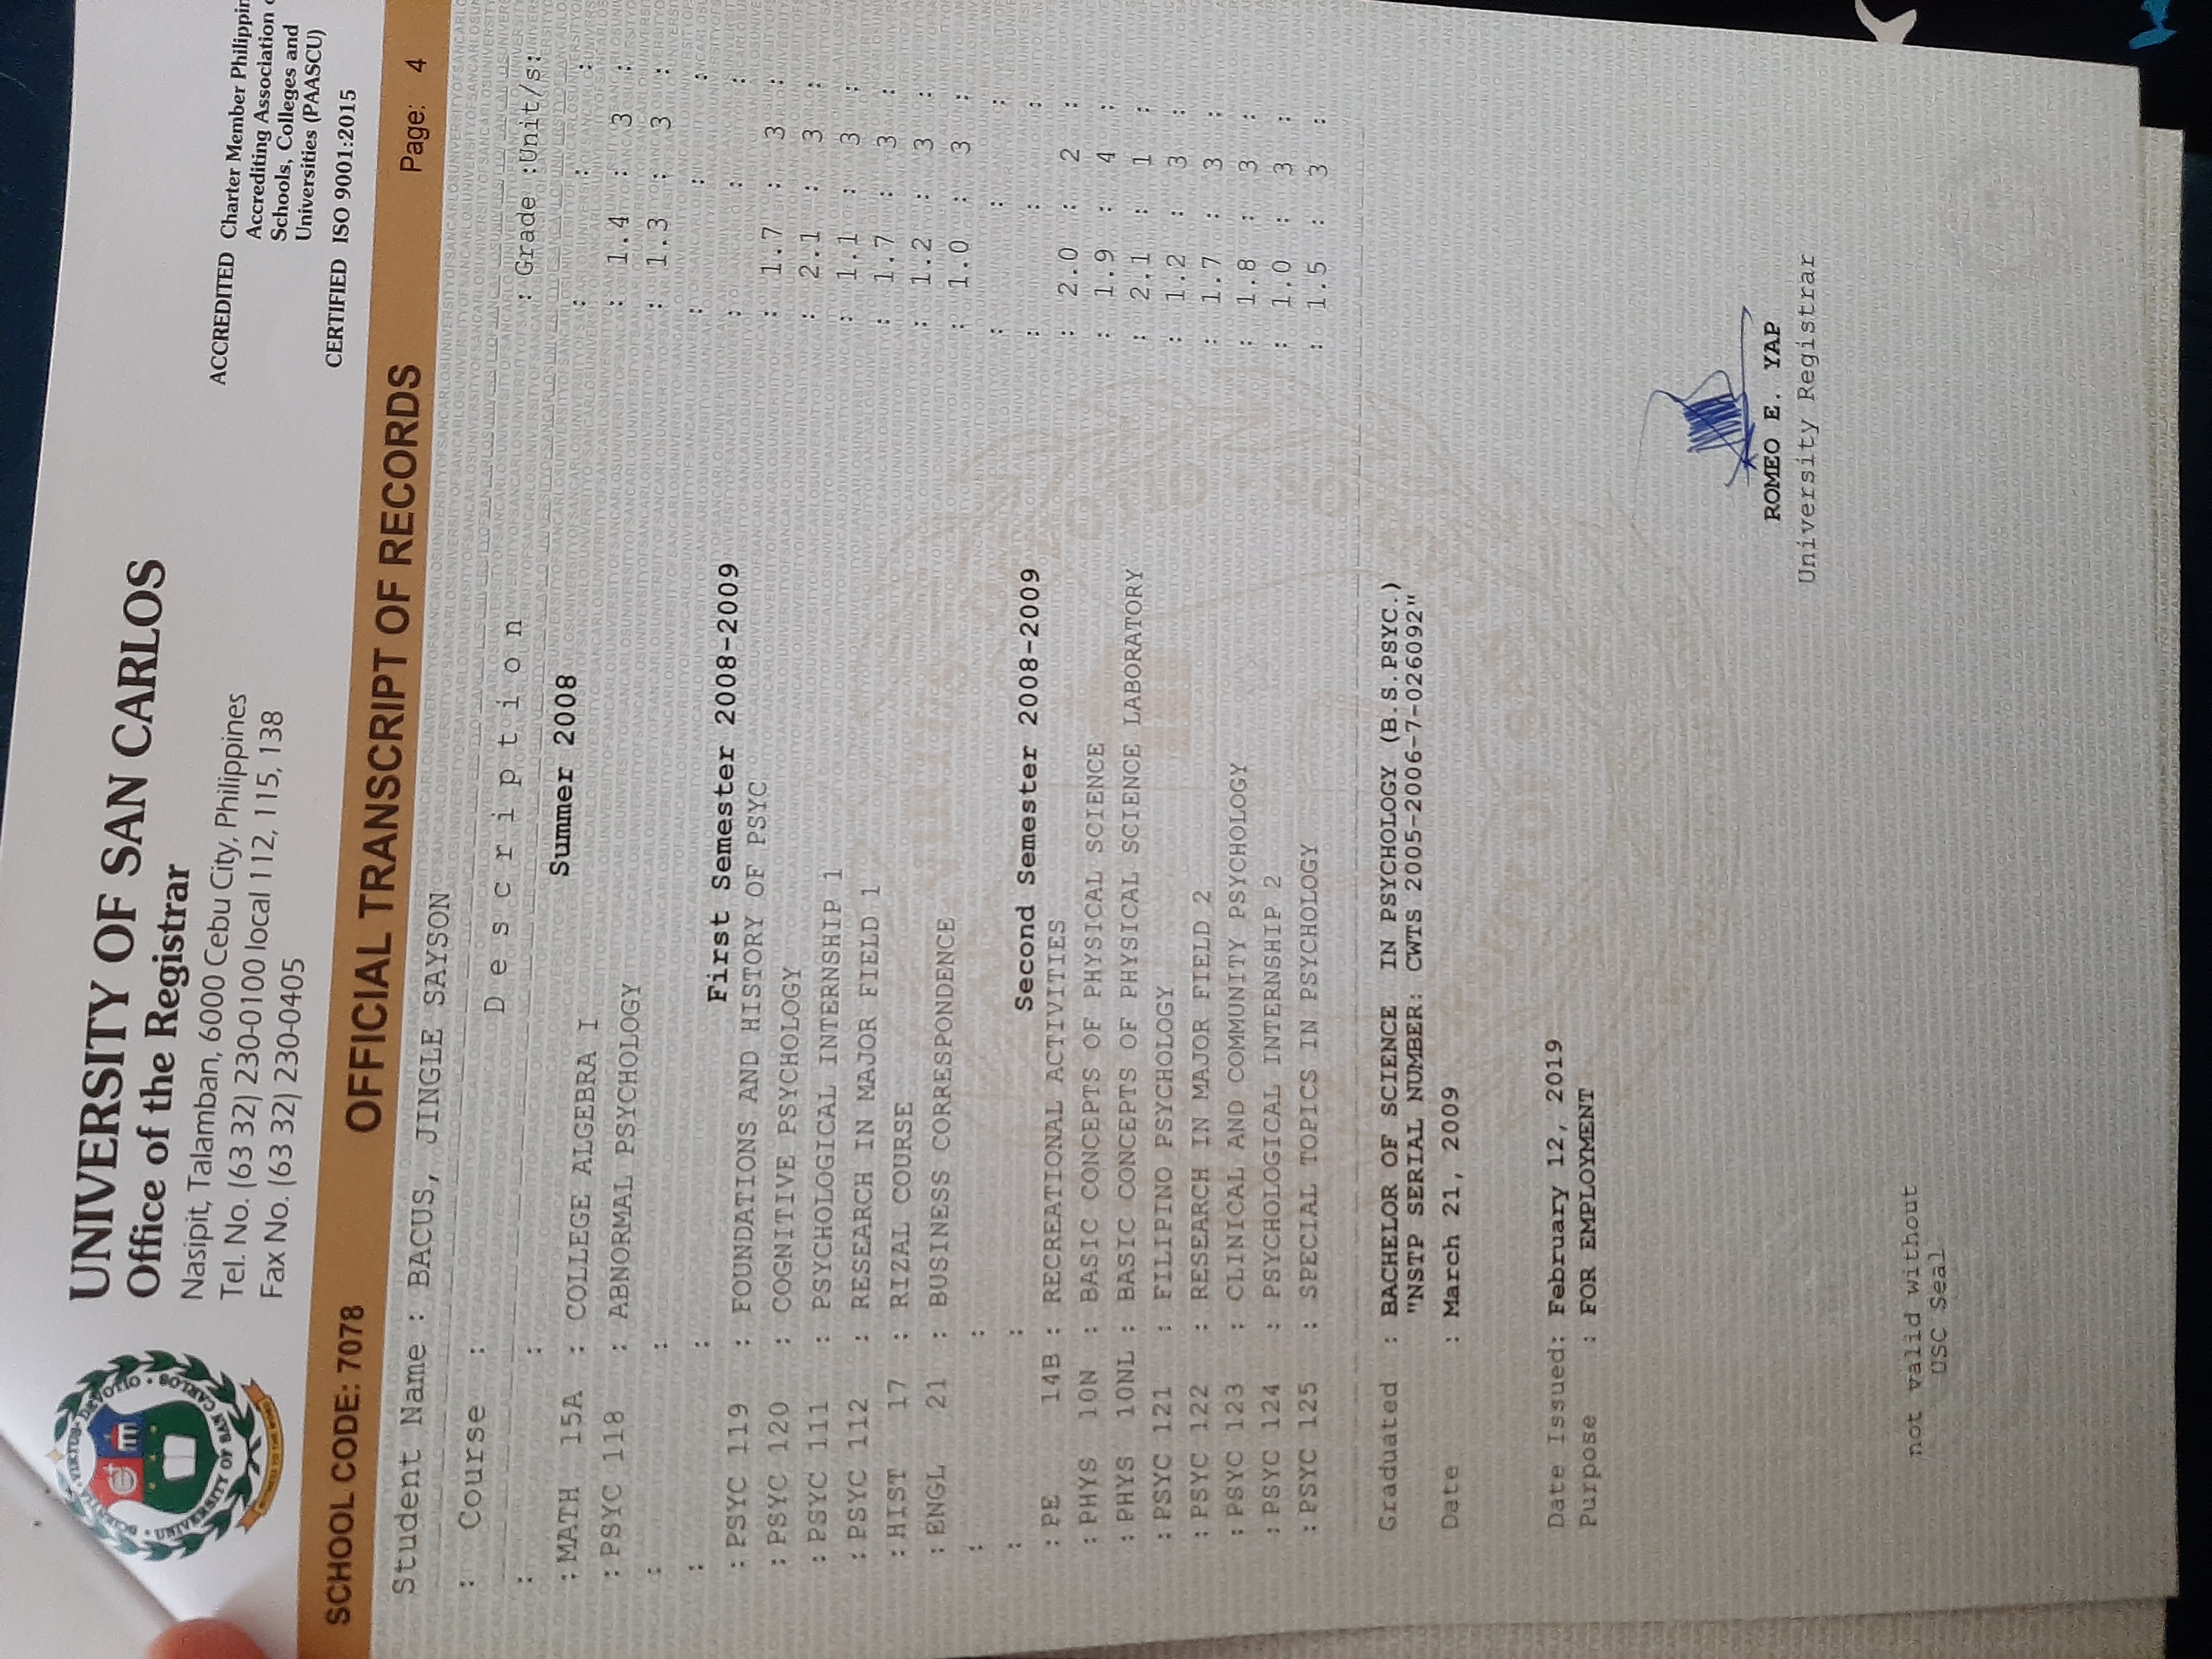 UNIVERSITY OF SAN CARLOS
Office of the Registrar
Nasipit, Talamban, 6000 Cebu City, Philippines
Tel. No. (63 32) 230-0100 local 112, 115, 138
Fax No. (63 32) 230-0405
ACCREDITED Charter Member
Accrediting Association
Schools, Colleges and
Universities (PAASCU)
CERTIFIED ISO 9001:2015
SCHOOL CODE: 7078 OFFICIAL TRANSCRIPT OF RECORDS Page: 4
Student Name : BACUS, JINGLE SAYSON
: Course : D e s c r i p t i o n : Grade :Unit/s:
Summer 2008
:MATH 15A : COLLEGE ALGEBRA I : 1.4 : 3 :
:PSYC 118 : ABNORMAL PSYCHOLOGY : 1.3 : 3 :
First Semester 2008-2009
:PSYC 119 : FOUNDATIONS AND HISTORY OF PSYC : 1.7 : 3 :
:PSYC 120 : COGNITIVE PSYCHOLOGY : 2.1 : 3 :
:PSYC 111 : PSYCHOLOGICAL INTERNSHIP 1 : 1.1 : 3 :
:PSYC 112 : RESEARCH IN MAJOR FIELD 1 : 1.7 : 3 :
:HIST 17 : RIZAL COURSE : 1.2 : 3 :
:ENGL 21 : BUSINESS CORRESPONDENCE : 1.0 : 3 :
Second Semester 2008-2009
:PE 14B : RECREATIONAL ACTIVITIES : 2.0 : 2 :
:PHYS 10N : BASIC CONCEPTS OF PHYSICAL SCIENCE : 1.9 : 4 :
:PHYS 10NL : BASIC CONCEPTS OF PHYSICAL SCIENCE LABORATORY : 2.1 : 1 :
:PSYC 121 : FILIPINO PSYCHOLOGY : 1.2 : 3 :
:PSYC 122 : RESEARCH IN MAJOR FIELD 2 : 1.7 : 3 :
:PSYC 123 : CLINICAL AND COMMUNITY PSYCHOLOGY : 1.8 : 3 :
:PSYC 124 : PSYCHOLOGICAL INTERNSHIP 2 : 1.0 : 3 :
:PSYC 125 : SPECIAL TOPICS IN PSYCHOLOGY : 1.5 : 3 :
Graduated : BACHELOR OF SCIENCE IN PSYCHOLOGY (B.S.PSYC.)
"NSTP SERIAL NUMBER: CWTS 2005-2006-7-026092"
Date : March 21, 2009
Date Issued: February 12, 2019
Purpose : FOR EMPLOYMENT
ROMEO E. YAP
University Registrar
not valid without
USC Seal